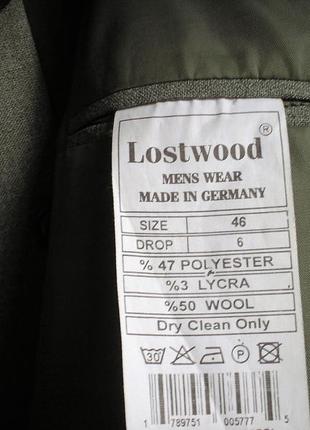 Lostwood ®
MENS WEAR
MADE IN GERMANY
SIZE 46
DROP 6
% 47 POLYESTER
%3 LYCRA
%50 WOOL
Dry Clean Only
30 P
1 789751 005777 5